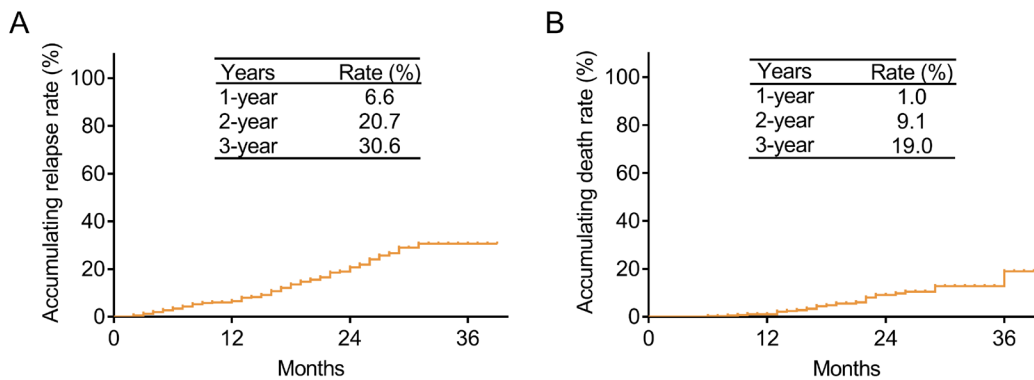 A
Accumulating relapse rate (%)
100
80
60
40
20
0
0 12 24 36
Months
Years Rate (%)
1-year 6.6
2-year 20.7
3-year 30.6
B
Accumulating death rate (%)
100
80
60
40
20
0
0 12 24 36
Months
Years Rate (%)
1-year 1.0
2-year 9.1
3-year 19.0